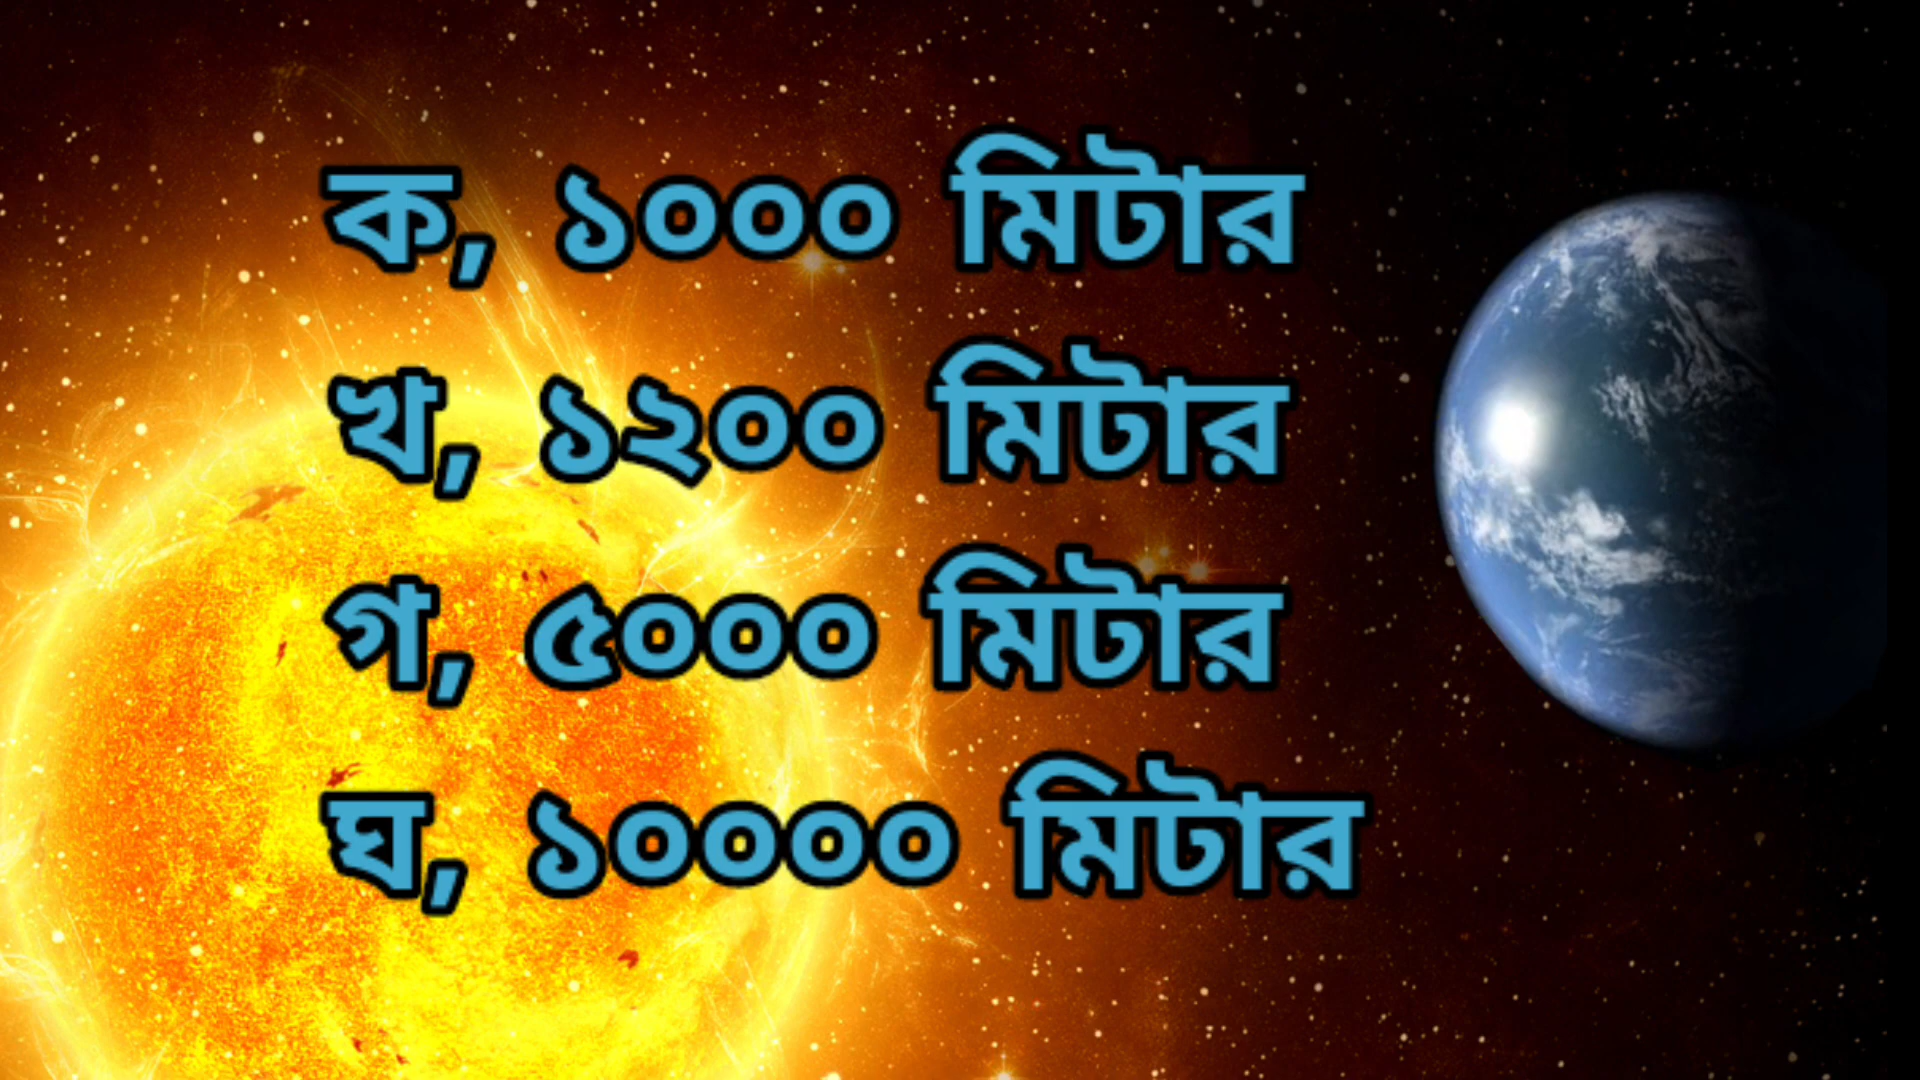 ক, ১০০০ মিটার
খ, ১২০০ মিটার
গ, ৫০০০ মিটার
ঘ, ১০০০০ মিটার